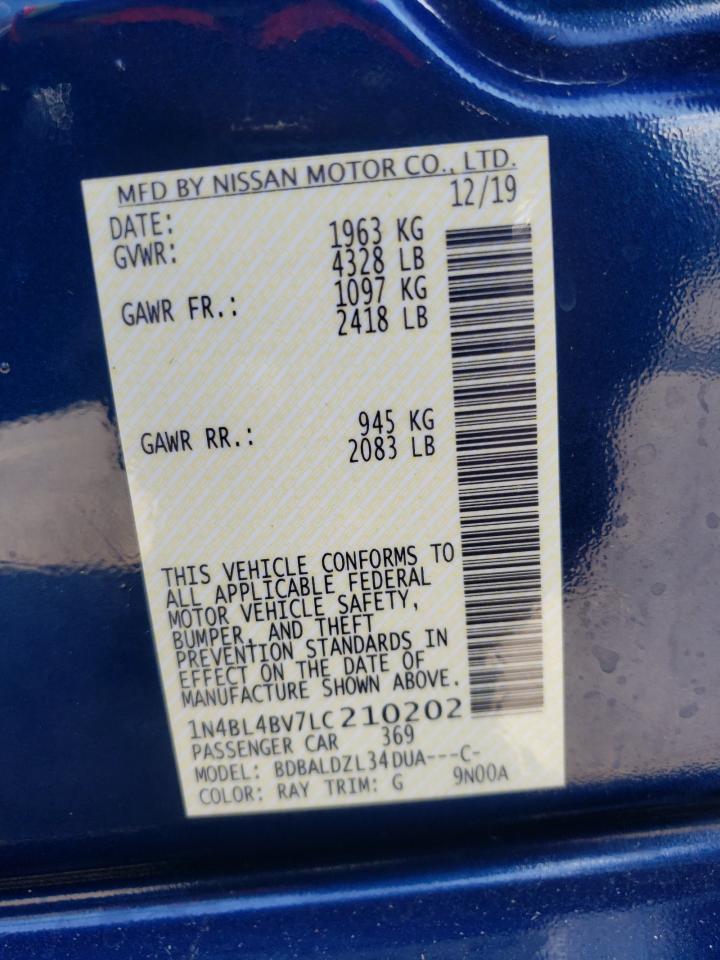 MFD BY NISSAN MOTOR CO., LTD.
DATE: 12/19
GVWR: 1963 KG
4328 LB
GAWR FR.: 1097 KG
2418 LB
GAWR RR.: 945 KG
2083 LB
THIS VEHICLE CONFORMS TO
ALL APPLICABLE FEDERAL
MOTOR VEHICLE SAFETY,
BUMPER, AND THEFT
PREVENTION STANDARDS IN
EFFECT ON THE DATE OF
MANUFACTURE SHOWN ABOVE.
1N4BL4BV7LC210202
PASSENGER CAR 369
MODEL: BDBALDZL34DUA---C-
COLOR: RAY TRIM: G 9N00A